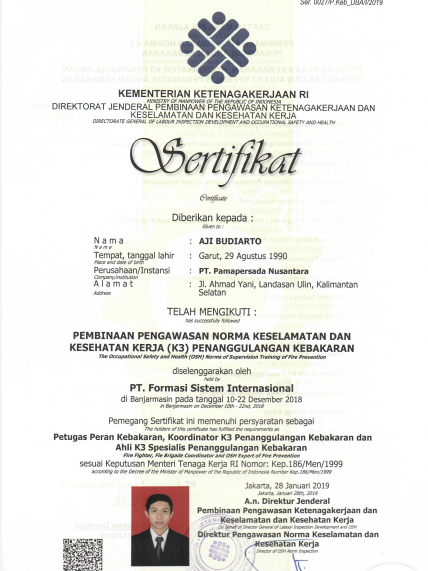 Ser. 0027/P.Keb_DBA/I/2019
KEMENTERIAN KETENAGAKERJAAN RI
MINISTRY OF MANPOWER OF THE REPUBLIC OF INDONESIA
DIREKTORAT JENDERAL PEMBINAAN PENGAWASAN KETENAGAKERJAAN DAN
KESELAMATAN DAN KESEHATAN KERJA
DIRECTORATE GENERAL OF LABOUR INSPECTION DEVELOPMENT AND OCCUPATIONAL SAFETY AND HEALTH
Sertifikat
Certificate
Diberikan kepada :
Given to :
N a m a : AJI BUDIARTO
N a m e
Tempat, tanggal lahir : Garut, 29 Agustus 1990
Place and date of birth
Perusahaan/Instansi : PT. Pamapersada Nusantara
Company/Institution
A l a m a t : Jl. Ahmad Yani, Landasan Ulin, Kalimantan
Address
Selatan
TELAH MENGIKUTI :
has successfully followed
PEMBINAAN PENGAWASAN NORMA KESELAMATAN DAN
KESEHATAN KERJA (K3) PENANGGULANGAN KEBAKARAN
The Occupational Safety and Health (OSH) Norms of Supervision Training of Fire Prevention
diselenggarakan oleh
held by
PT. Formasi Sistem Internasional
di Banjarmasin pada tanggal 10-22 Desember 2018
in Banjarmasin on December 10th - 22nd, 2018
Pemegang Sertifikat ini memenuhi persyaratan sebagai
The holders of this certificate has fulfilled the requirements as
Petugas Peran Kebakaran, Koordinator K3 Penanggulangan Kebakaran dan
Ahli K3 Spesialis Penanggulangan Kebakaran
Fire Fighter, Fie Brigade Coordinator and OSH Expert of Fire Prevention
sesuai Keputusan Menteri Tenaga Kerja RI Nomor: Kep.186/Men/1999
according to the Decree of the Minister of Manpower of the Republic of Indonesia Number Kep.186/Men/1999
Jakarta, 28 Januari 2019
Jakarta, Januari 28th, 2019
A.n. Direktur Jenderal
Pembinaan Pengawasan Ketenagakerjaan dan
Keselamatan dan Kesehatan Kerja
On Behalf of Director General of Labour Inspection Development and OSH
Direktur Pengawasan Norma Keselamatan dan
Kesehatan Kerja
Director of OSH Norm Inspection